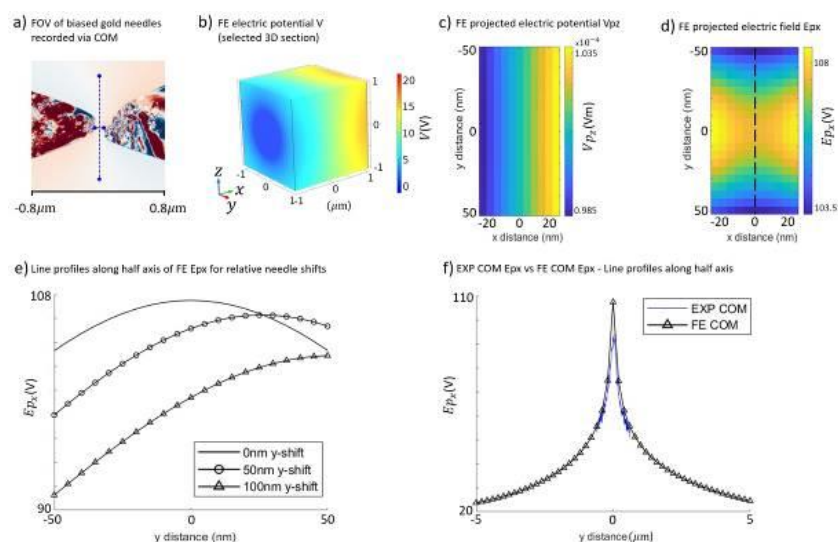 a) FOV of biased gold needles
recorded via COM
-0.8μm 0.8μm
b) FE electric potential V
(selected 3D section)
20
15
10
5
0
V(V)
1
0
-1
-1
0
1 -1
0
1
(μm)
z
x
y
c) FE projected electric potential Vpz
×10⁻⁴
1.035
0.985
Vpz(Vm)
-50
0
50
y distance (nm)
-20 0 20
x distance (nm)
d) FE projected electric field Epx
108
103.5
Epx(V)
-50
0
50
y distance (nm)
-20 0 20
x distance (nm)
e) Line profiles along half axis of FE Epx for relative needle shifts
108
Epx(V)
90
0nm y-shift
50nm y-shift
100nm y-shift
-50 0 50
y distance (nm)
f) EXP COM Epx vs FE COM Epx - Line profiles along half axis
110
Epx(V)
20
EXP COM
FE COM
-5 0 5
y distance(μm)